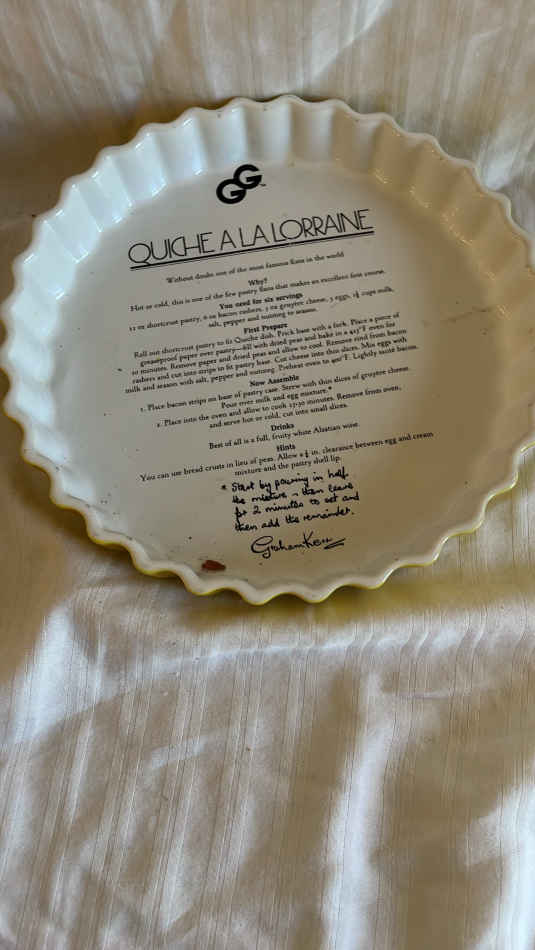 GG™
QUICHE A LA LORRAINE
Without doubt one of the most famous flans in the world
Why?
Hot or cold, this is one of the few pastry flans that makes an excellent first course.
You need for six servings
12 oz shortcrust pastry, 6 oz bacon rashers, 2 oz gruyère cheese, 3 eggs, 1½ cups milk,
salt, pepper and nutmeg to season.
First Prepare
Roll out shortcrust pastry to fit Quiche dish. Prick base with a fork. Place a piece of
greaseproof paper over pastry—fill with dried peas and bake in a 425°F oven for
10 minutes. Remove paper and dried peas and allow to cool. Remove rind from bacon
rashers and cut into strips to fit pastry base. Cut cheese into thin slices. Mix eggs with
milk and season with salt, pepper and nutmeg. Preheat oven to 400°F. Lightly sauté bacon.
Now Assemble
1. Place bacon strips on base of pastry case. Strew with thin slices of gruyere cheese.
Pour over milk and egg mixture.*
2. Place into the oven and allow to cook 25-30 minutes. Remove from oven,
and serve hot or cold, cut into small slices.
Drinks
Best of all is a full, fruity white Alsatian wine.
Hints
You can use bread crusts in lieu of peas. Allow a ¼ in. clearance between egg and cream
mixture and the pastry shell lip.
* Start by pouring in half
the mixture - then leave
for 2 minutes to set and
then add the remainder.
Graham Kerr